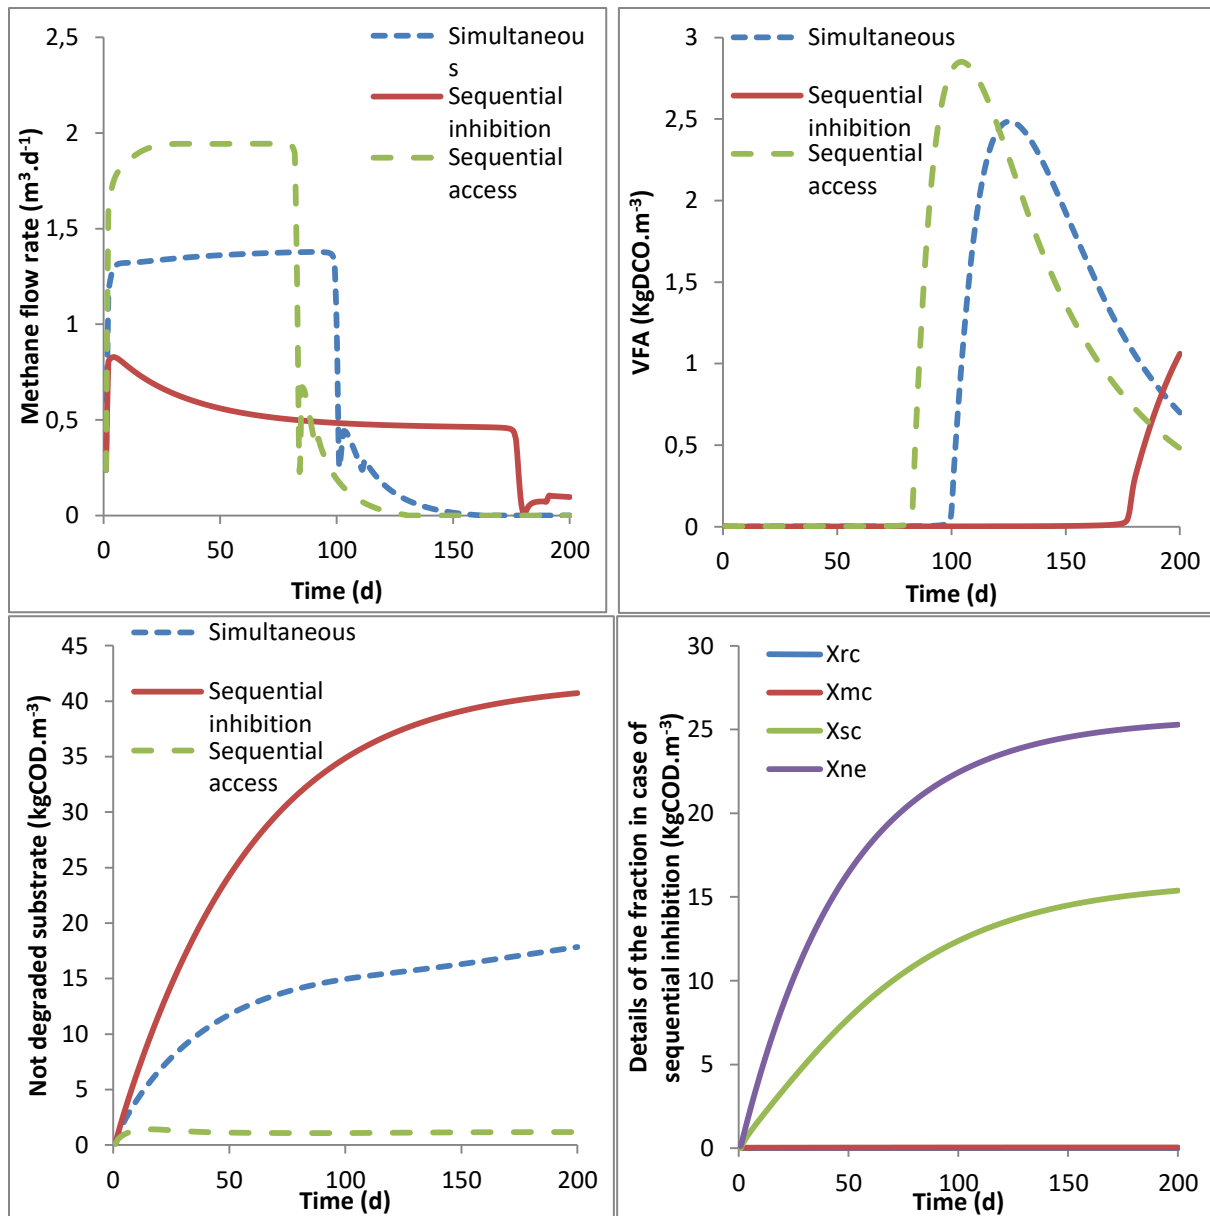 2,5
2
1,5
1
0,5
0
0 50 100 150 200
Methane flow rate (m³.d⁻¹)
Time (d)
Simultaneou
s
Sequential
inhibition
Sequential
access
3
2,5
2
1,5
1
0,5
0
0 50 100 150 200
VFA (KgDCO.m⁻³)
Time (d)
Simultaneous
Sequential
inhibition
Sequential
access
45
40
35
30
25
20
15
10
5
0
0 50 100 150 200
Not degraded substrate (kgCOD.m⁻³)
Time (d)
Simultaneous
Sequential
inhibition
Sequential
access
30
25
20
15
10
5
0
0 50 100 150 200
Details of the fraction in case of
sequential inhibition (KgCOD.m⁻³)
Time (d)
Xrc
Xmc
Xsc
Xne